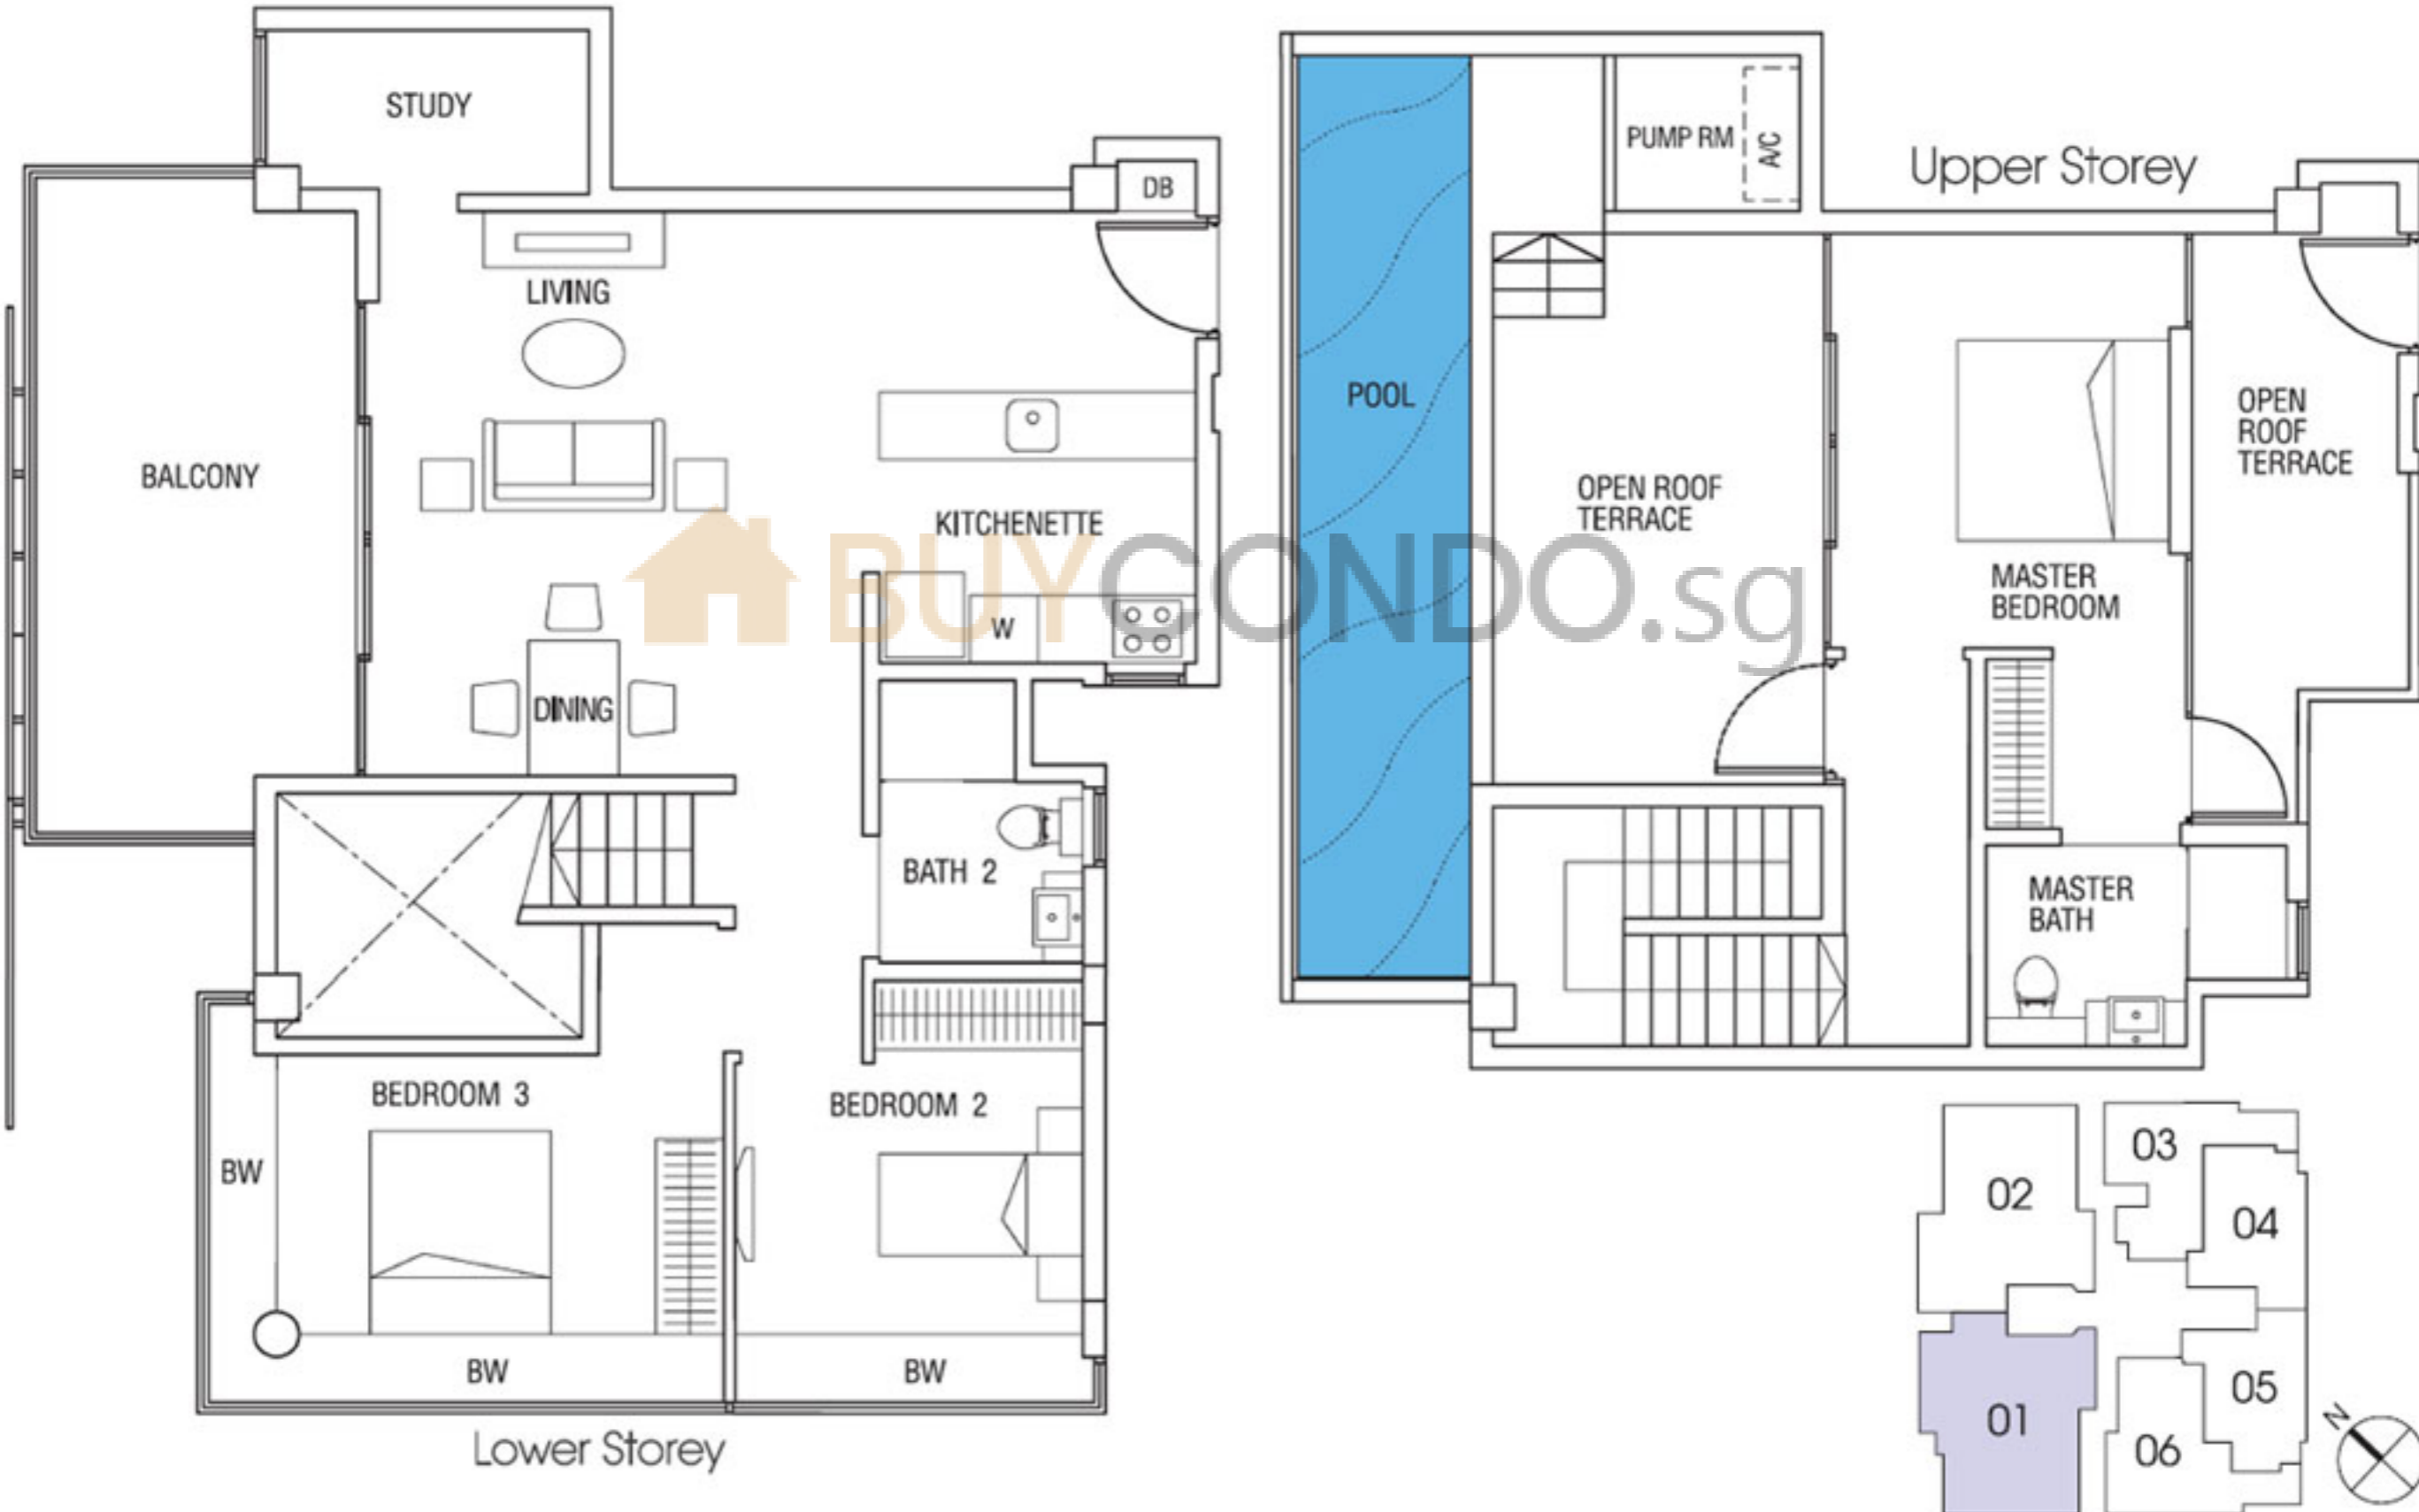 STUDY
DB
LIVING
BALCONY
KITCHENETTE
W
DINING
BATH 2
BEDROOM 3
BEDROOM 2
BW
BW
BW
Lower Storey
PUMP RM
A/C
Upper Storey
POOL
OPEN
ROOF
TERRACE
OPEN ROOF
TERRACE
MASTER
BEDROOM
MASTER
BATH
BUYCONDO.sg
02
03
04
01
05
06
N